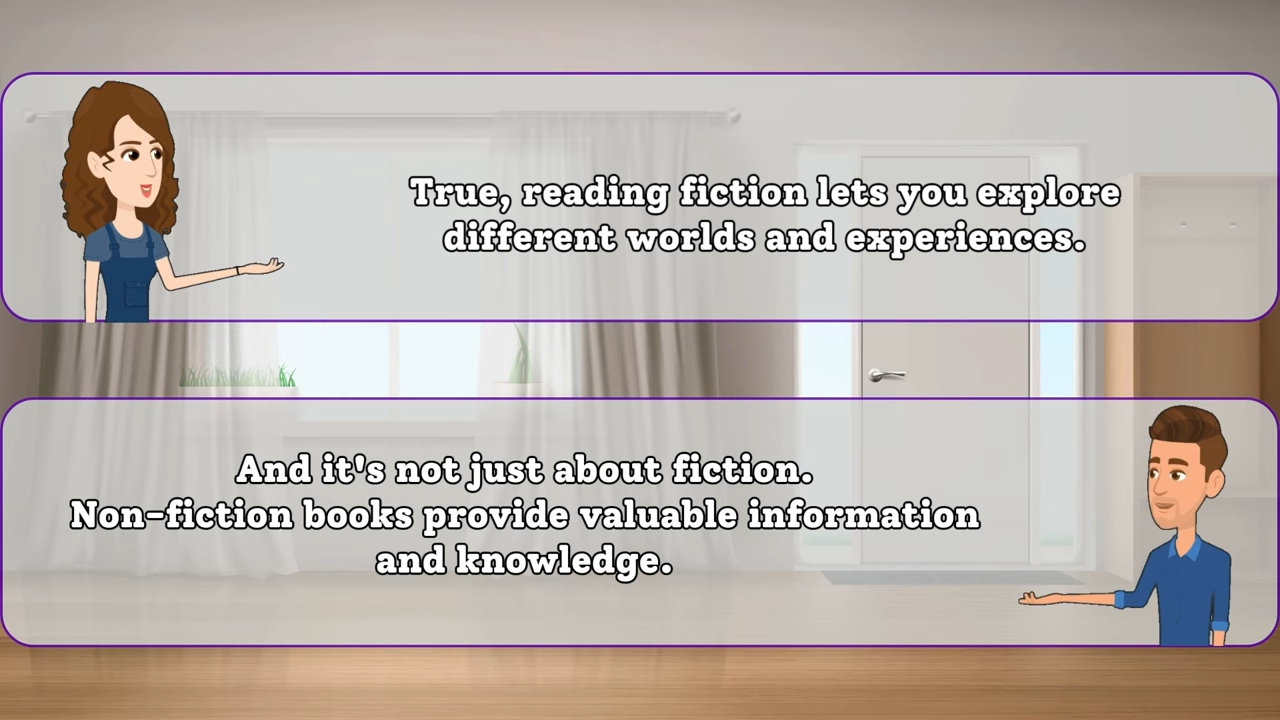 True, reading fiction lets you explore
different worlds and experiences.
And it's not just about fiction.
Non-fiction books provide valuable information
and knowledge.